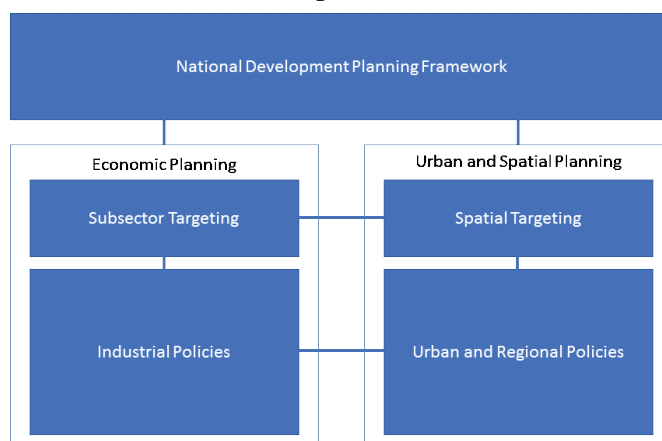 National Development Planning Framework
Economic Planning
Urban and Spatial Planning
Subsector Targeting
Spatial Targeting
Industrial Policies
Urban and Regional Policies